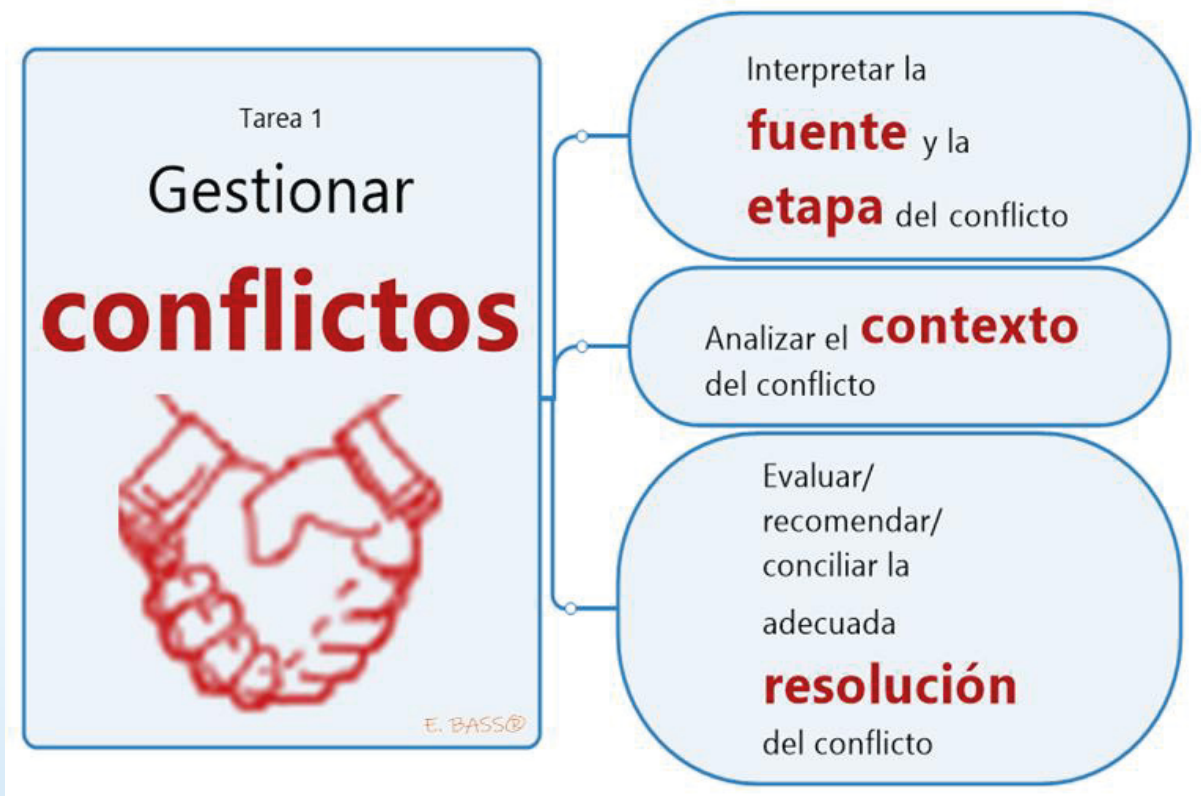 Tarea 1
Gestionar
conflictos
E. BASS®
Interpretar la
fuente y la
etapa del conflicto
Analizar el contexto
del conflicto
Evaluar/
recomendar/
conciliar la
adecuada
resolución
del conflicto